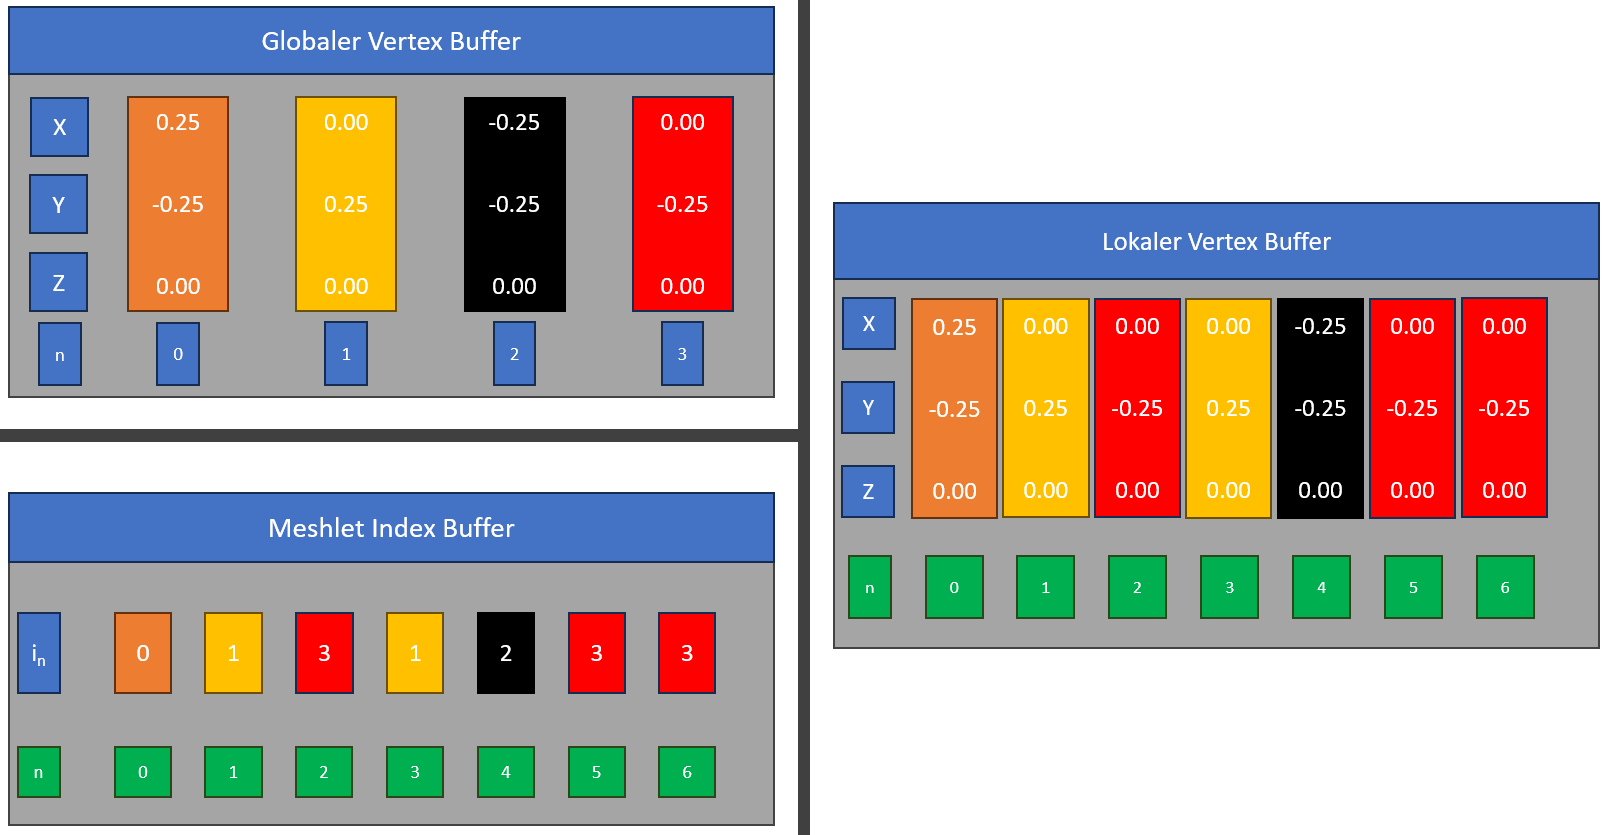 Globaler Vertex Buffer
X 0.25 0.00 -0.25 0.00
Y -0.25 0.25 -0.25 -0.25
Z 0.00 0.00 0.00 0.00
n 0 1 2 3
Meshlet Index Buffer
in 0 1 3 1 2 3 3
n 0 1 2 3 4 5 6
Lokaler Vertex Buffer
X 0.25 0.00 0.00 0.00 -0.25 0.00 0.00
Y -0.25 0.25 -0.25 0.25 -0.25 -0.25 -0.25
Z 0.00 0.00 0.00 0.00 0.00 0.00 0.00
n 0 1 2 3 4 5 6